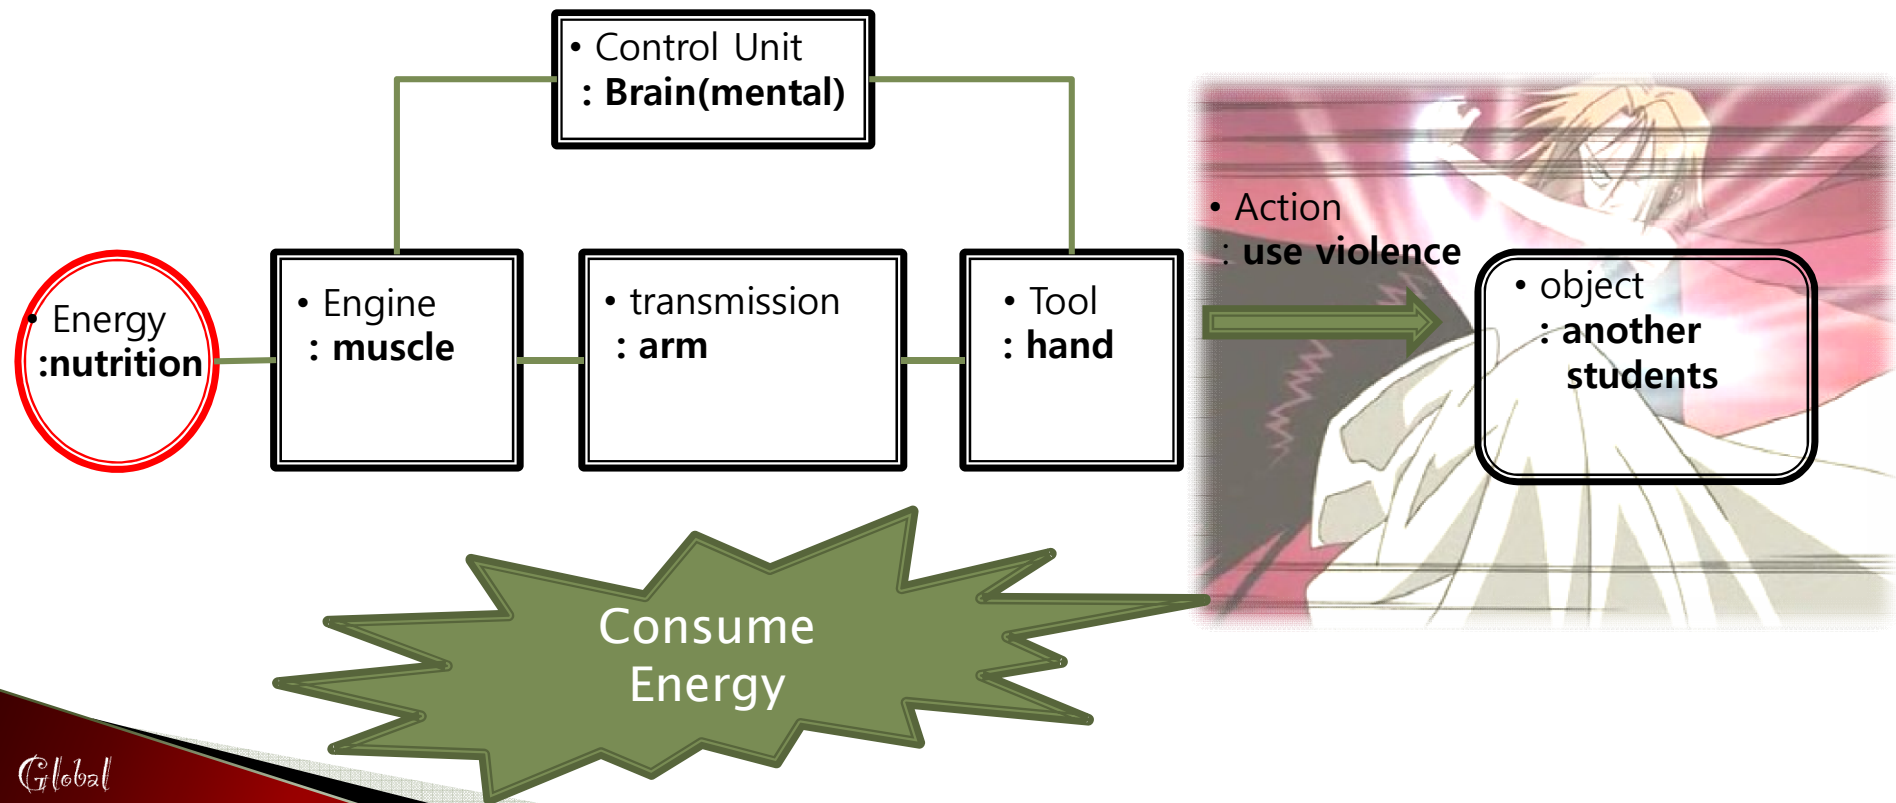 • Control Unit
: Brain(mental)
• Action
: use violence
• Energy
:nutrition
• Engine
: muscle
• transmission
: arm
• Tool
: hand
• object
: another
students
Consume
Energy
Global